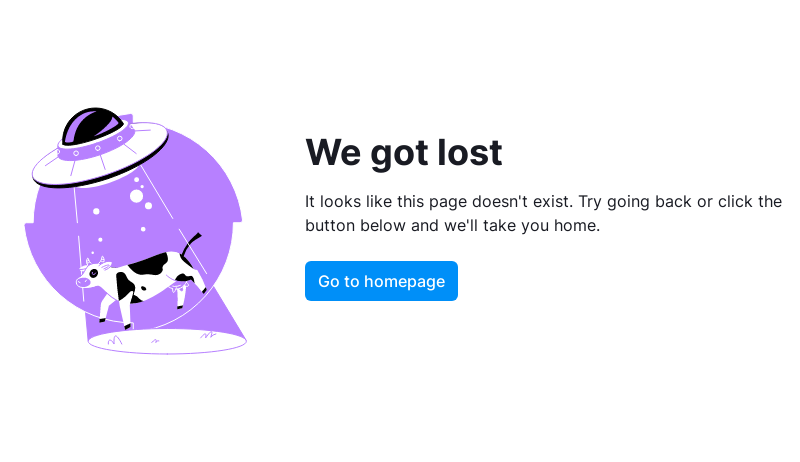 We got lost
It looks like this page doesn't exist. Try going back or click the
button below and we'll take you home.
Go to homepage